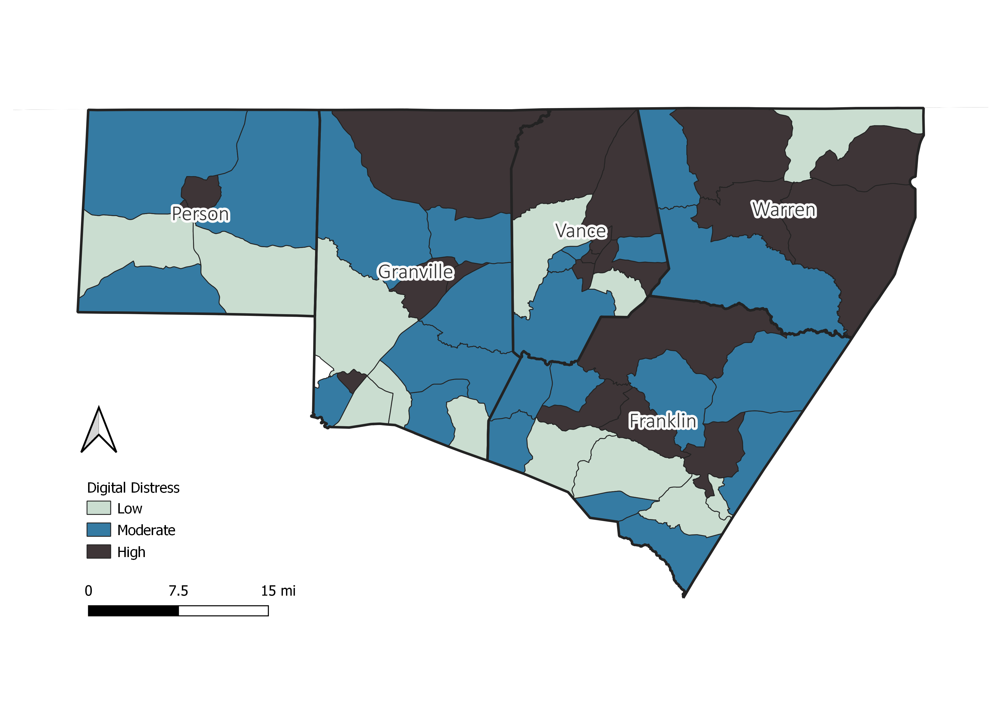 Person
Warren
Vance
Granville
Franklin
Digital Distress
Low
Moderate
High
0 7.5 15 mi